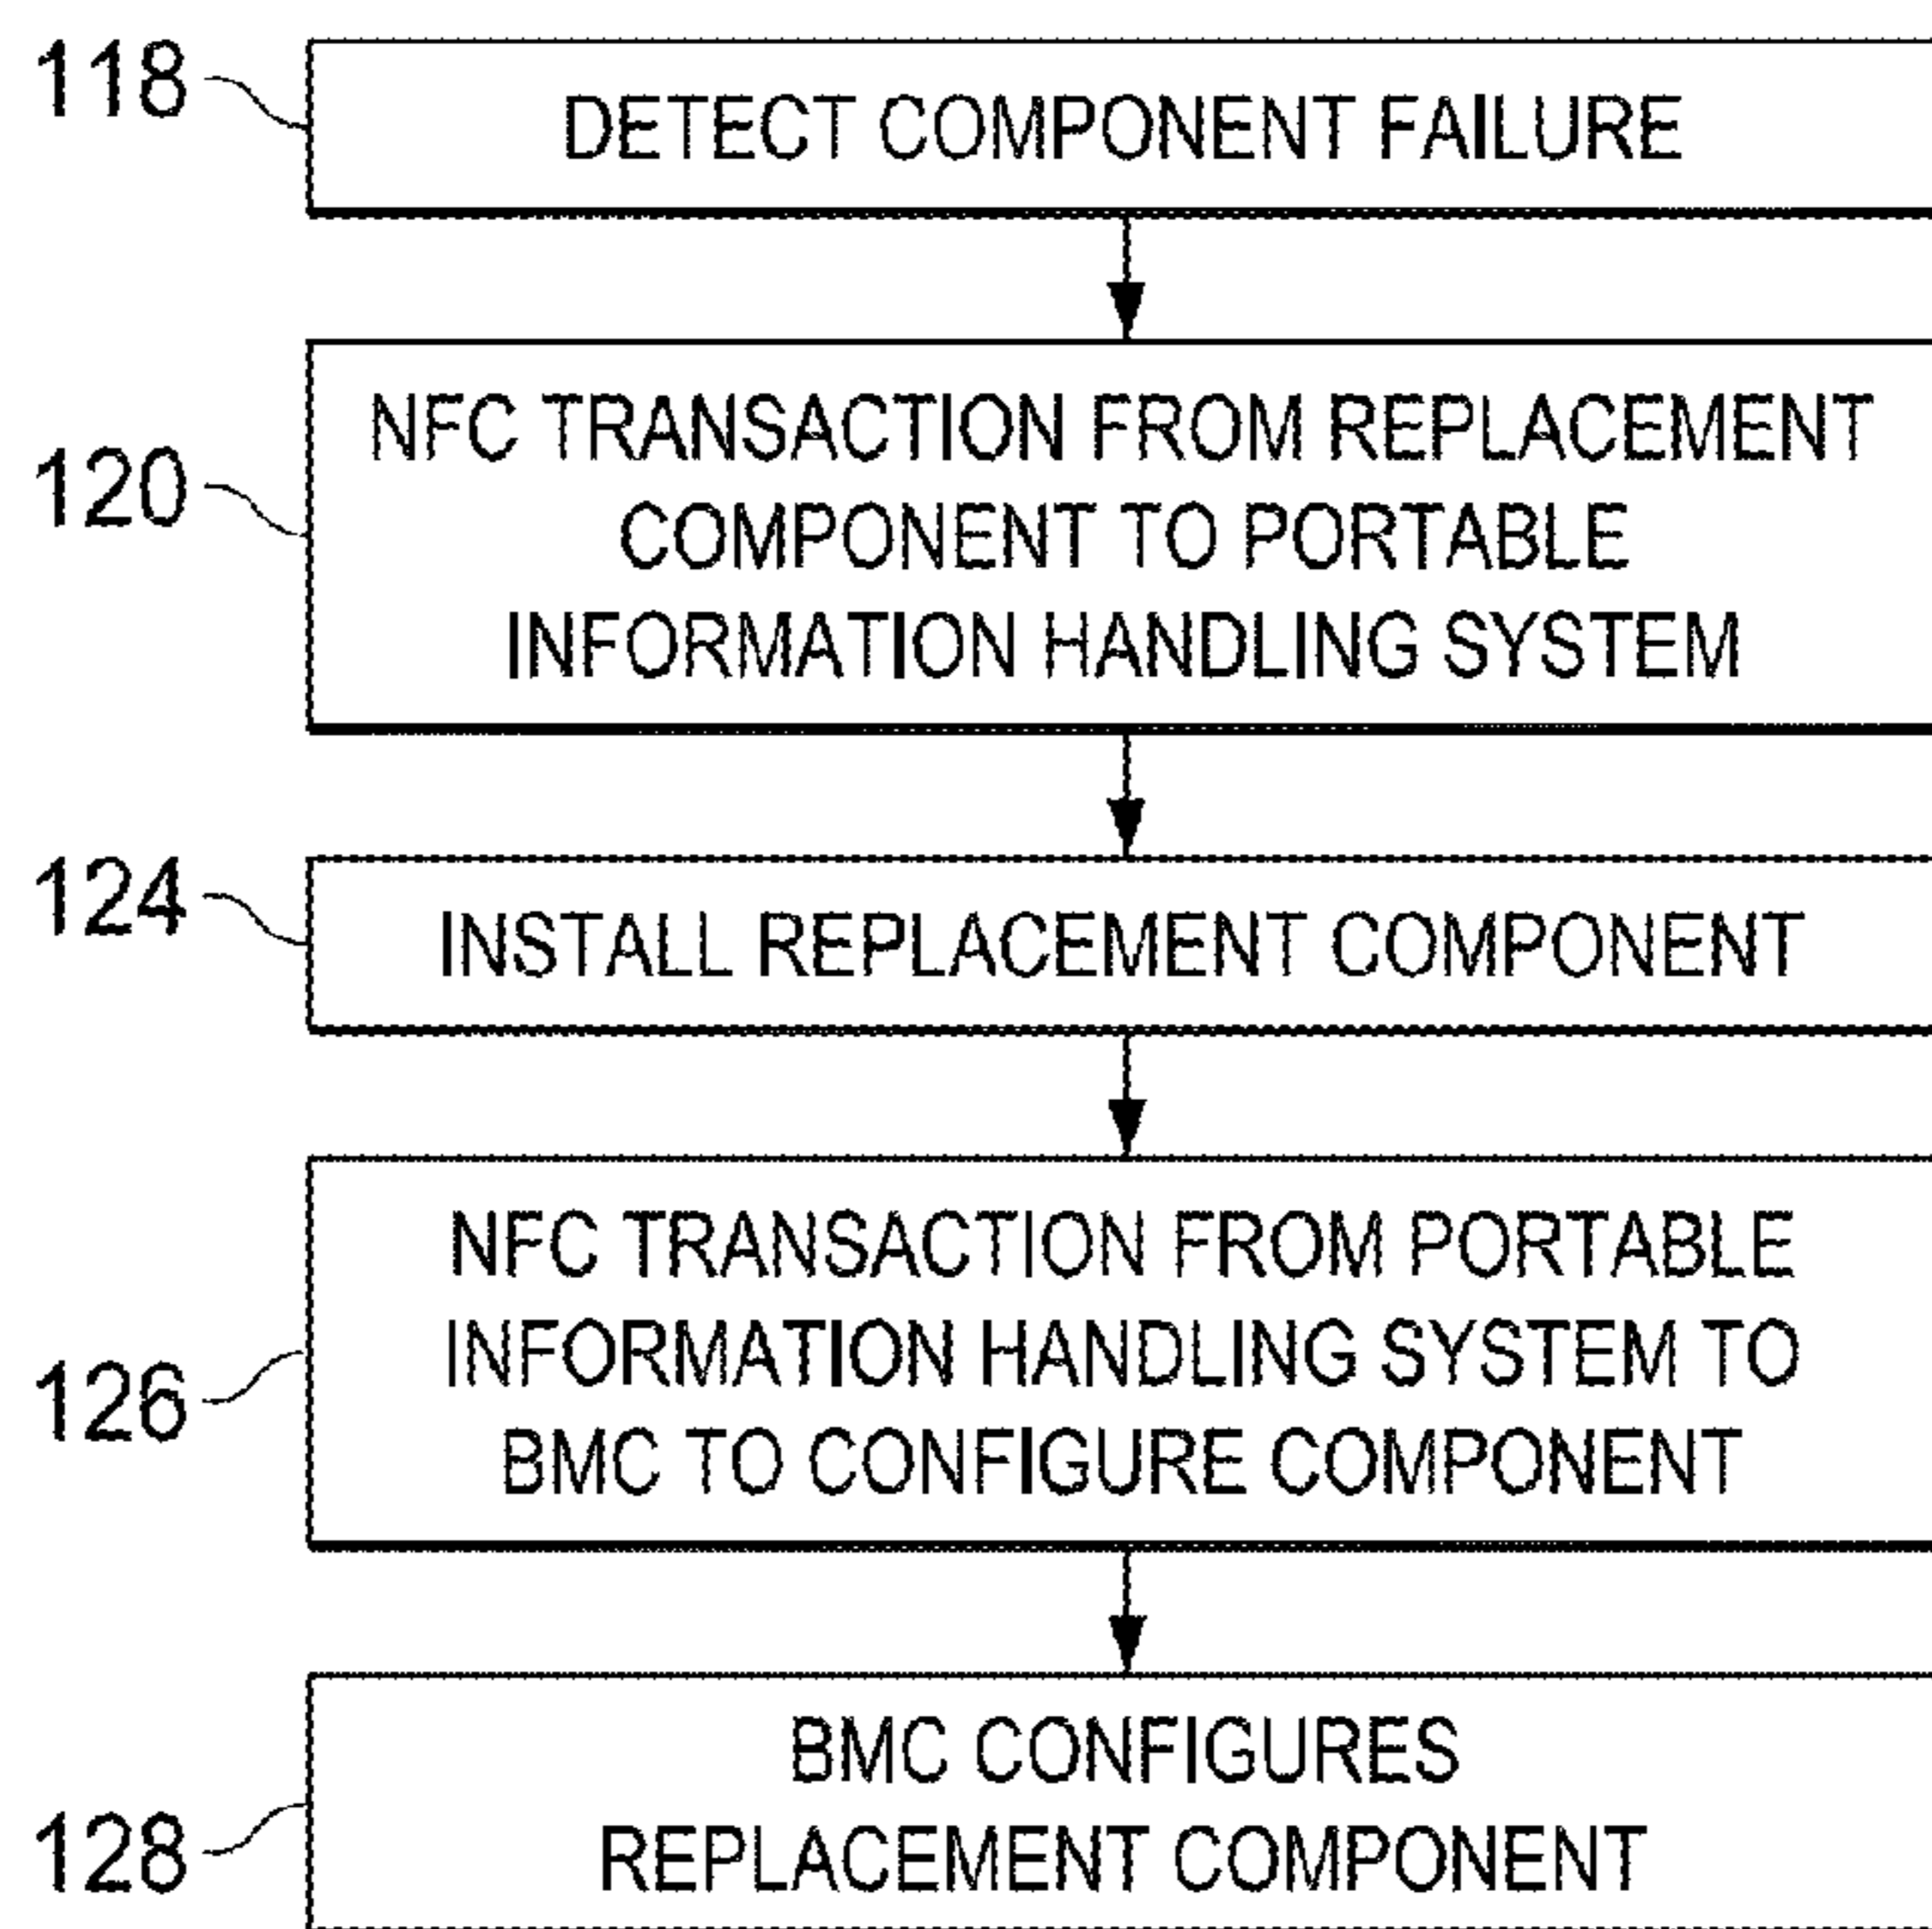 118
DETECT COMPONENT FAILURE
120
NFC TRANSACTION FROM REPLACEMENT
COMPONENT TO PORTABLE
INFORMATION HANDLING SYSTEM
124
INSTALL REPLACEMENT COMPONENT
126
NFC TRANSACTION FROM PORTABLE
INFORMATION HANDLING SYSTEM TO
BMC TO CONFIGURE COMPONENT
128
BMC CONFIGURES
REPLACEMENT COMPONENT